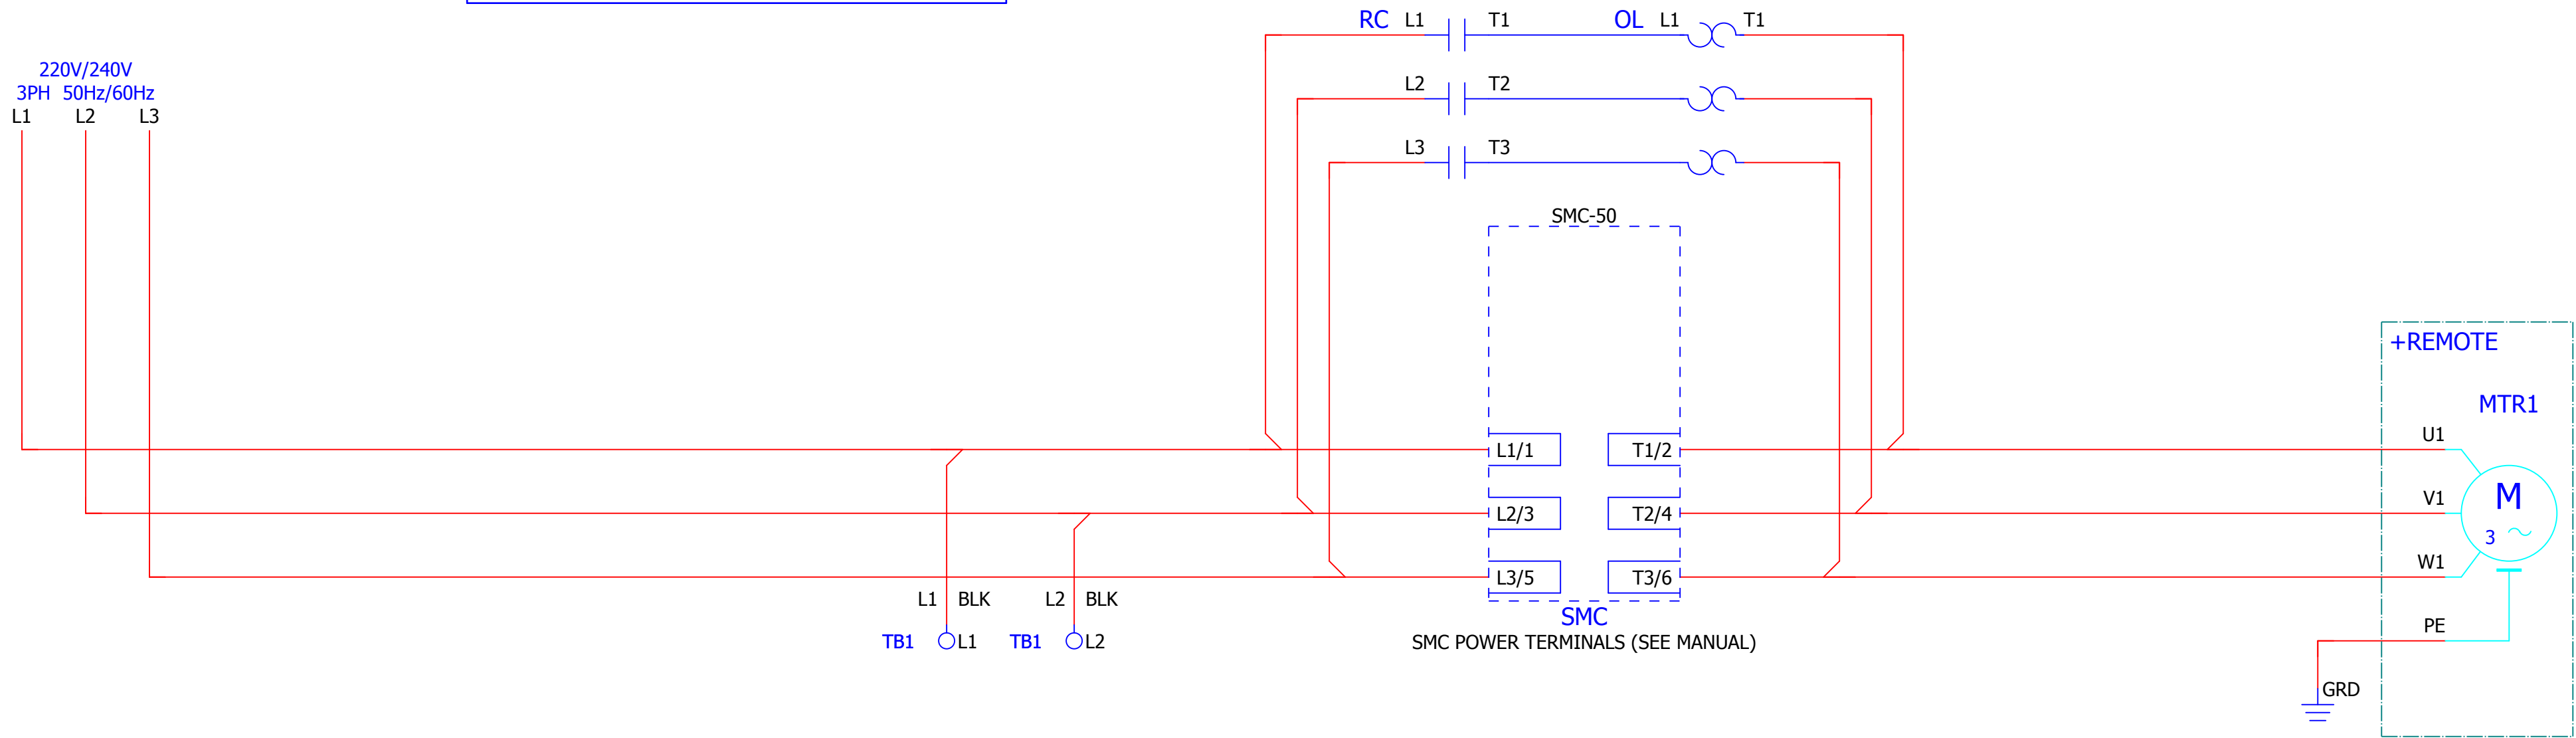 RC L1 T1 OL L1 T1
220V/240V
3PH 50Hz/60Hz
L1 L2 L3
L2 T2
L3 T3
SMC-50
+REMOTE
MTR1
L1/1 T1/2 U1
L2/3 T2/4 V1
M
3
L3/5 T3/6 W1
L1 BLK L2 BLK
SMC
TB1 L1 TB1 L2
SMC POWER TERMINALS (SEE MANUAL)
PE
GRD